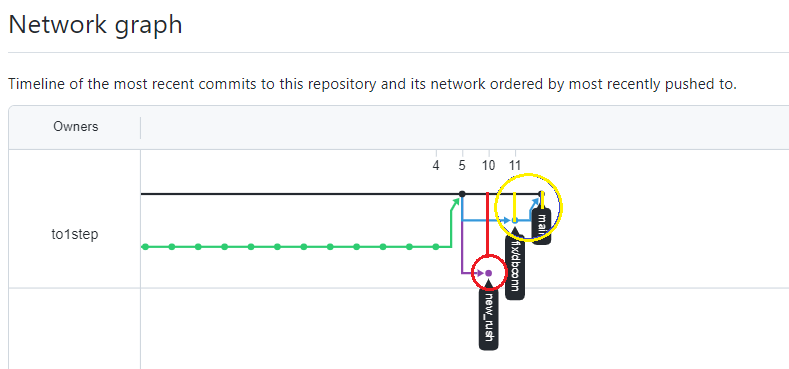 Network graph
Timeline of the most recent commits to this repository and its network ordered by most recently pushed to.
Owners
4 5 10 11
to1step
main
fix/dbconn
new_rush